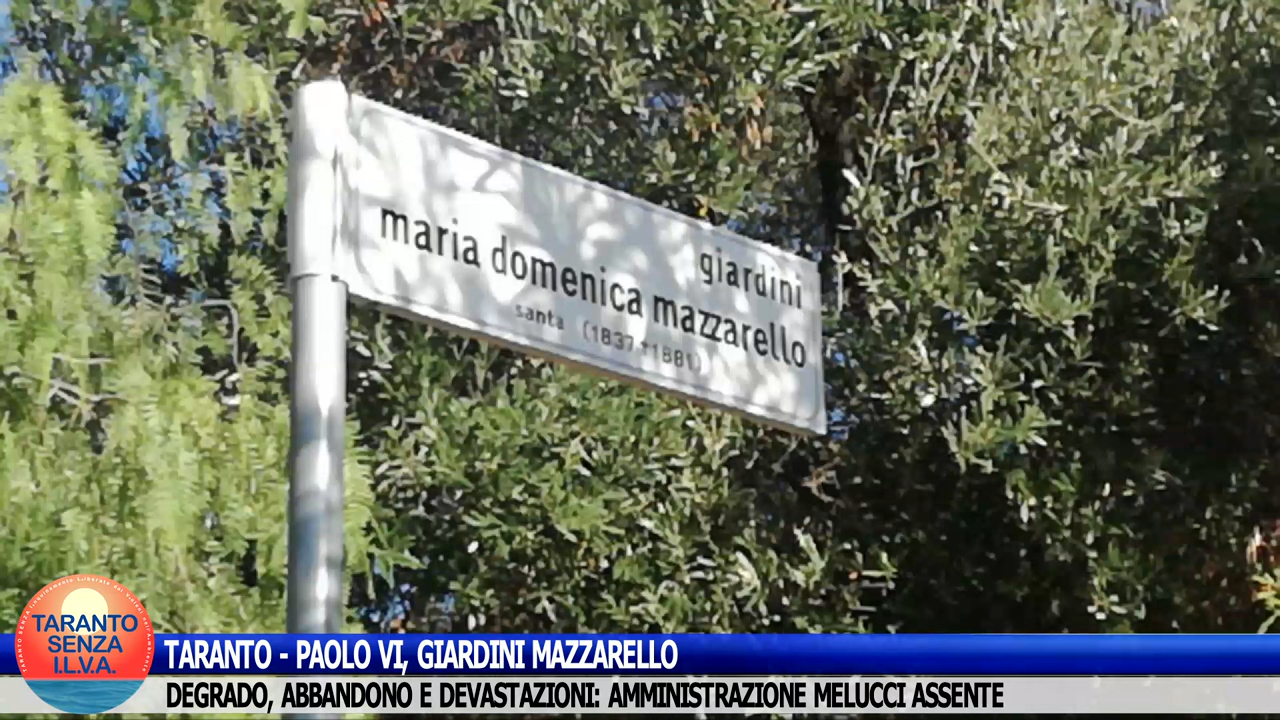 giardini
maria domenica mazzarello
santa (1837 †1881)
TARANTO
SENZA
I.L.V.A.
TARANTO - PAOLO VI, GIARDINI MAZZARELLO
DEGRADO, ABBANDONO E DEVASTAZIONI: AMMINISTRAZIONE MELUCCI ASSENTE